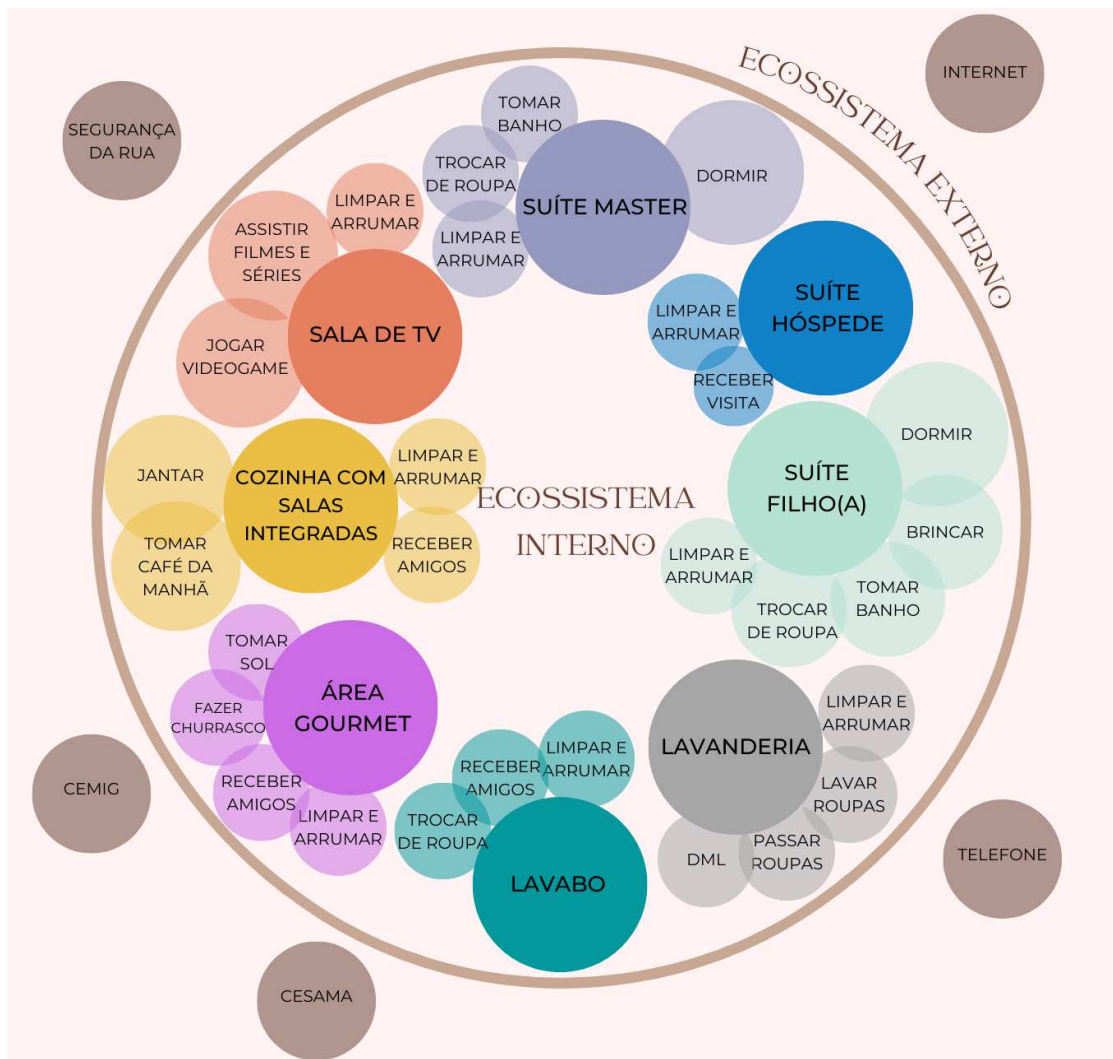 INTERNET
ECOSSISTEMA EXTERNO
SEGURANÇA
DA RUA
TOMAR
BANHO
TROCAR
DE ROUPA
LIMPAR E
ARRUMAR
SUÍTE MASTER
DORMIR
LIMPAR E
ARRUMAR
ASSISTIR
FILMES E
SÉRIES
JOGAR
VIDEOGAME
SALA DE TV
SUÍTE
HÓSPEDE
LIMPAR E
ARRUMAR
RECEBER
VISITA
JANTAR
TOMAR
CAFÉ DA
MANHÃ
COZINHA COM
SALAS
INTEGRADAS
LIMPAR E
ARRUMAR
RECEBER
AMIGOS
ECOSSISTEMA
INTERNO
SUÍTE
FILHO(A)
DORMIR
BRINCAR
TOMAR
BANHO
TROCAR
DE ROUPA
LIMPAR E
ARRUMAR
TOMAR
SOL
FAZER
CHURRASCO
RECEBER
AMIGOS
LIMPAR E
ARRUMAR
ÁREA
GOURMET
TROCAR
DE ROUPA
RECEBER
AMIGOS
LIMPAR E
ARRUMAR
LAVABO
LAVANDERIA
LIMPAR E
ARRUMAR
LAVAR
ROUPAS
PASSAR
ROUPAS
DML
CEMIG
TELEFONE
CESAMA